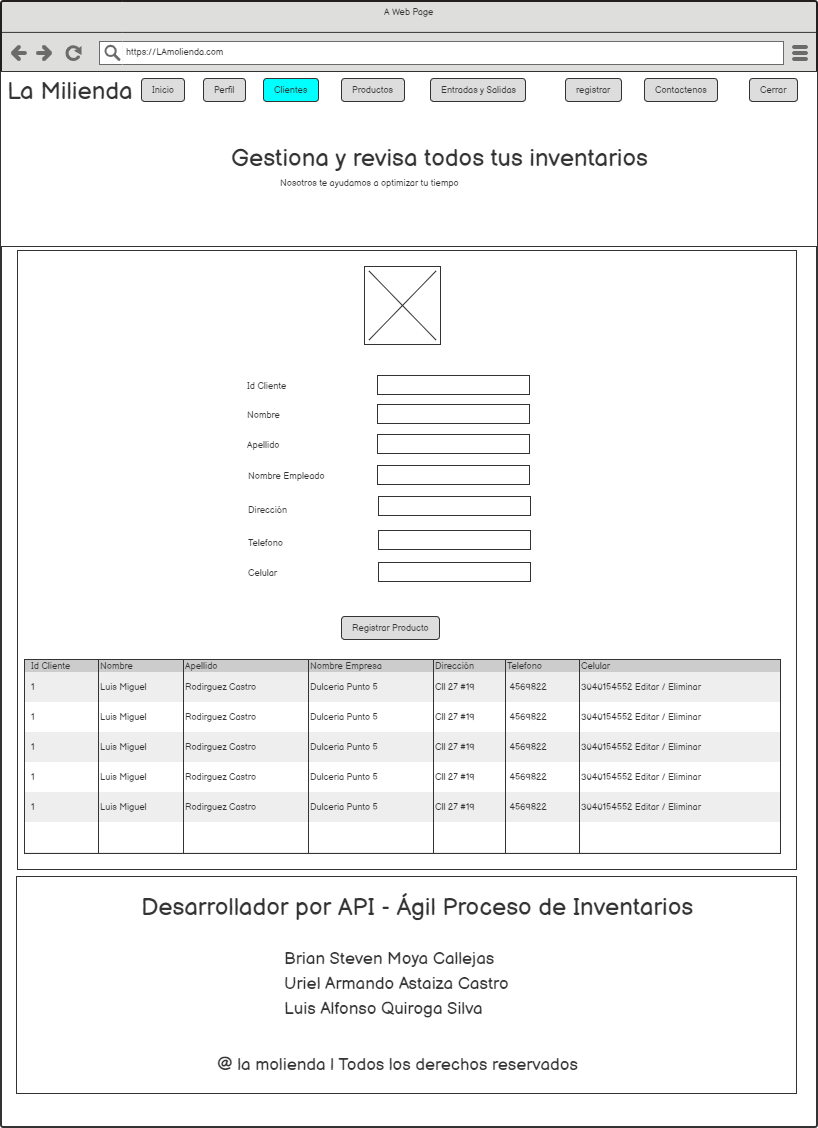 A Web Page
https://LAmolienda.com
La Milienda Inicio Perfil Clientes Productos Entradas y Salidas registrar Contactenos Cerrar
Gestiona y revisa todos tus inventarios
Nosotros te ayudamos a optimizar tu tiempo
Id Cliente
Nombre
Apellido
Nombre Empleado
Dirección
Telefono
Celular
Registrar Producto
Id Cliente Nombre Apellido Nombre Empresa Dirección Telefono Celular
1 Luis Miguel Rodirguez Castro Dulceria Punto 5 Cll 27 #19 4569822 3040154552 Editar / Eliminar
1 Luis Miguel Rodirguez Castro Dulceria Punto 5 Cll 27 #19 4569822 3040154552 Editar / Eliminar
1 Luis Miguel Rodirguez Castro Dulceria Punto 5 Cll 27 #19 4569822 3040154552 Editar / Eliminar
1 Luis Miguel Rodirguez Castro Dulceria Punto 5 Cll 27 #19 4569822 3040154552 Editar / Eliminar
1 Luis Miguel Rodirguez Castro Dulceria Punto 5 Cll 27 #19 4569822 3040154552 Editar / Eliminar
Desarrollador por API - Ágil Proceso de Inventarios
Brian Steven Moya Callejas
Uriel Armando Astaiza Castro
Luis Alfonso Quiroga Silva
@ la molienda | Todos los derechos reservados